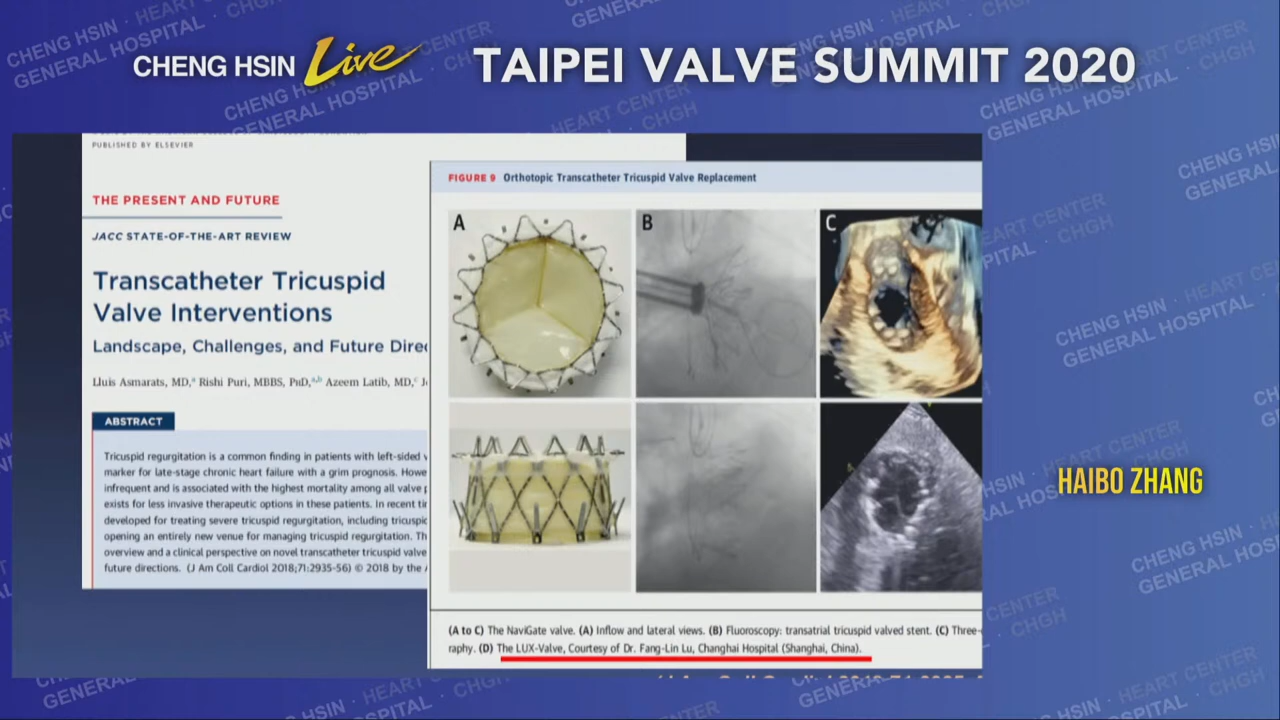 CHENG HSIN Live TAIPEI VALVE SUMMIT 2020
PUBLISHED BY ELSEVIER
THE PRESENT AND FUTURE
JACC STATE-OF-THE-ART REVIEW
Transcatheter Tricuspid
Valve Interventions
Landscape, Challenges, and Future
Lluis Asmarats, MD,a Rishi Puri, MBBS, PhD,a,b Azeem Latib, MD,c
ABSTRACT
Tricuspid regurgitation is a common finding in patients with left-sided
marker for late-stage chronic heart failure with a grim prognosis.
infrequent and is associated with the highest mortality among all valve
exists for less invasive therapeutic options in these patients. In recent
developed for treating severe tricuspid regurgitation, including
opening an entirely new venue for managing tricuspid regurgitation.
overview and a clinical perspective on novel transcatheter tricuspid valve
future directions. (J Am Coll Cardiol 2018;71:2935-56) © 2018 by the
FIGURE 9 Orthotopic Transcatheter Tricuspid Valve Replacement
A
B
C
(A to C) The NaviGate valve. (A) Inflow and lateral views. (B) Fluoroscopy: transatrial tricuspid valved stent. (C) Three-
raphy. (D) The LUX-Valve, Courtesy of Dr. Fang-Lin Lu, Changhai Hospital (Shanghai, China).
HAIBO ZHANG
CHENG HSIN · HEART CENTER
GENERAL HOSPITAL · CHGH